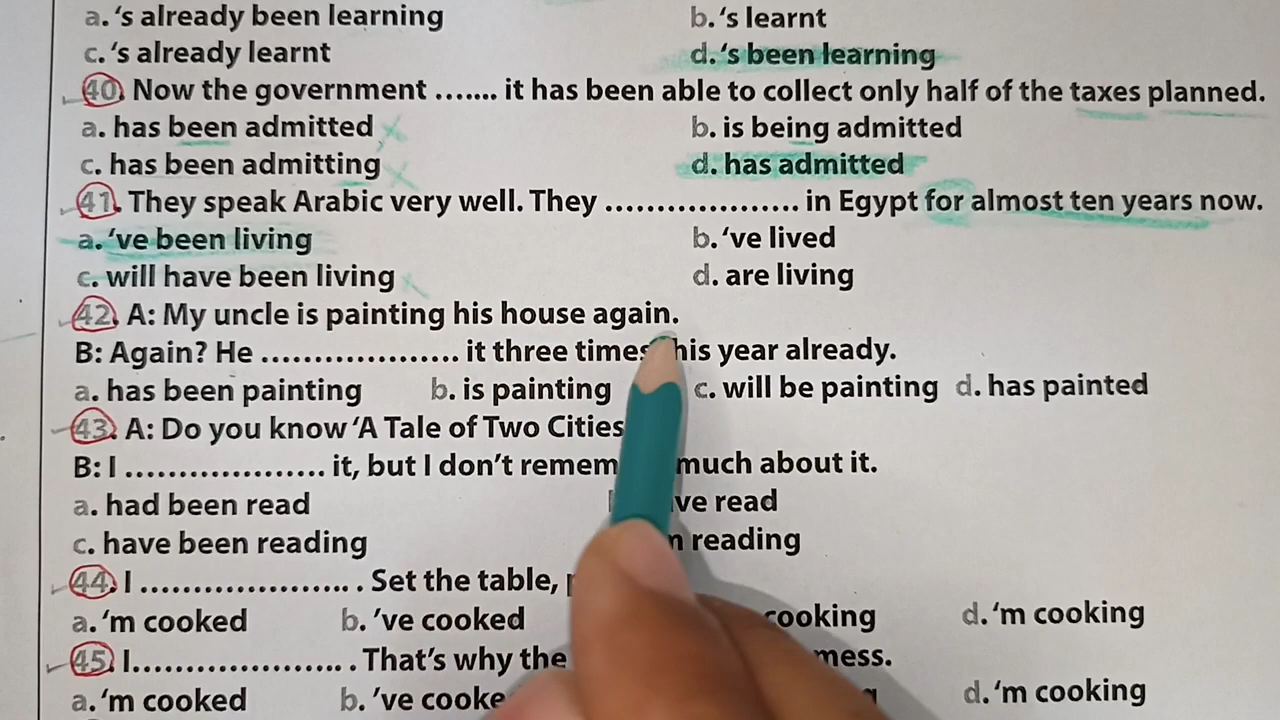 a. ‘s already been learning b. ‘s learnt
c. ‘s already learnt d. ‘s been learning
40. Now the government ....... it has been able to collect only half of the taxes planned.
a. has been admitted b. is being admitted
c. has been admitting d. has admitted
41. They speak Arabic very well. They ................... in Egypt for almost ten years now.
a. ‘ve been living b. ‘ve lived
c. will have been living d. are living
42. A: My uncle is painting his house again.
B: Again? He ................... it three times his year already.
a. has been painting b. is painting c. will be painting d. has painted
43. A: Do you know ‘A Tale of Two Cities
B: I ................... it, but I don’t remem much about it.
a. had been read ve read
c. have been reading reading
44. I .................... . Set the table,
a. ‘m cooked b. ‘ve cooked cooking d. ‘m cooking
45. I.................... . That’s why the mess.
a. ‘m cooked b. ‘ve cooke d. ‘m cooking